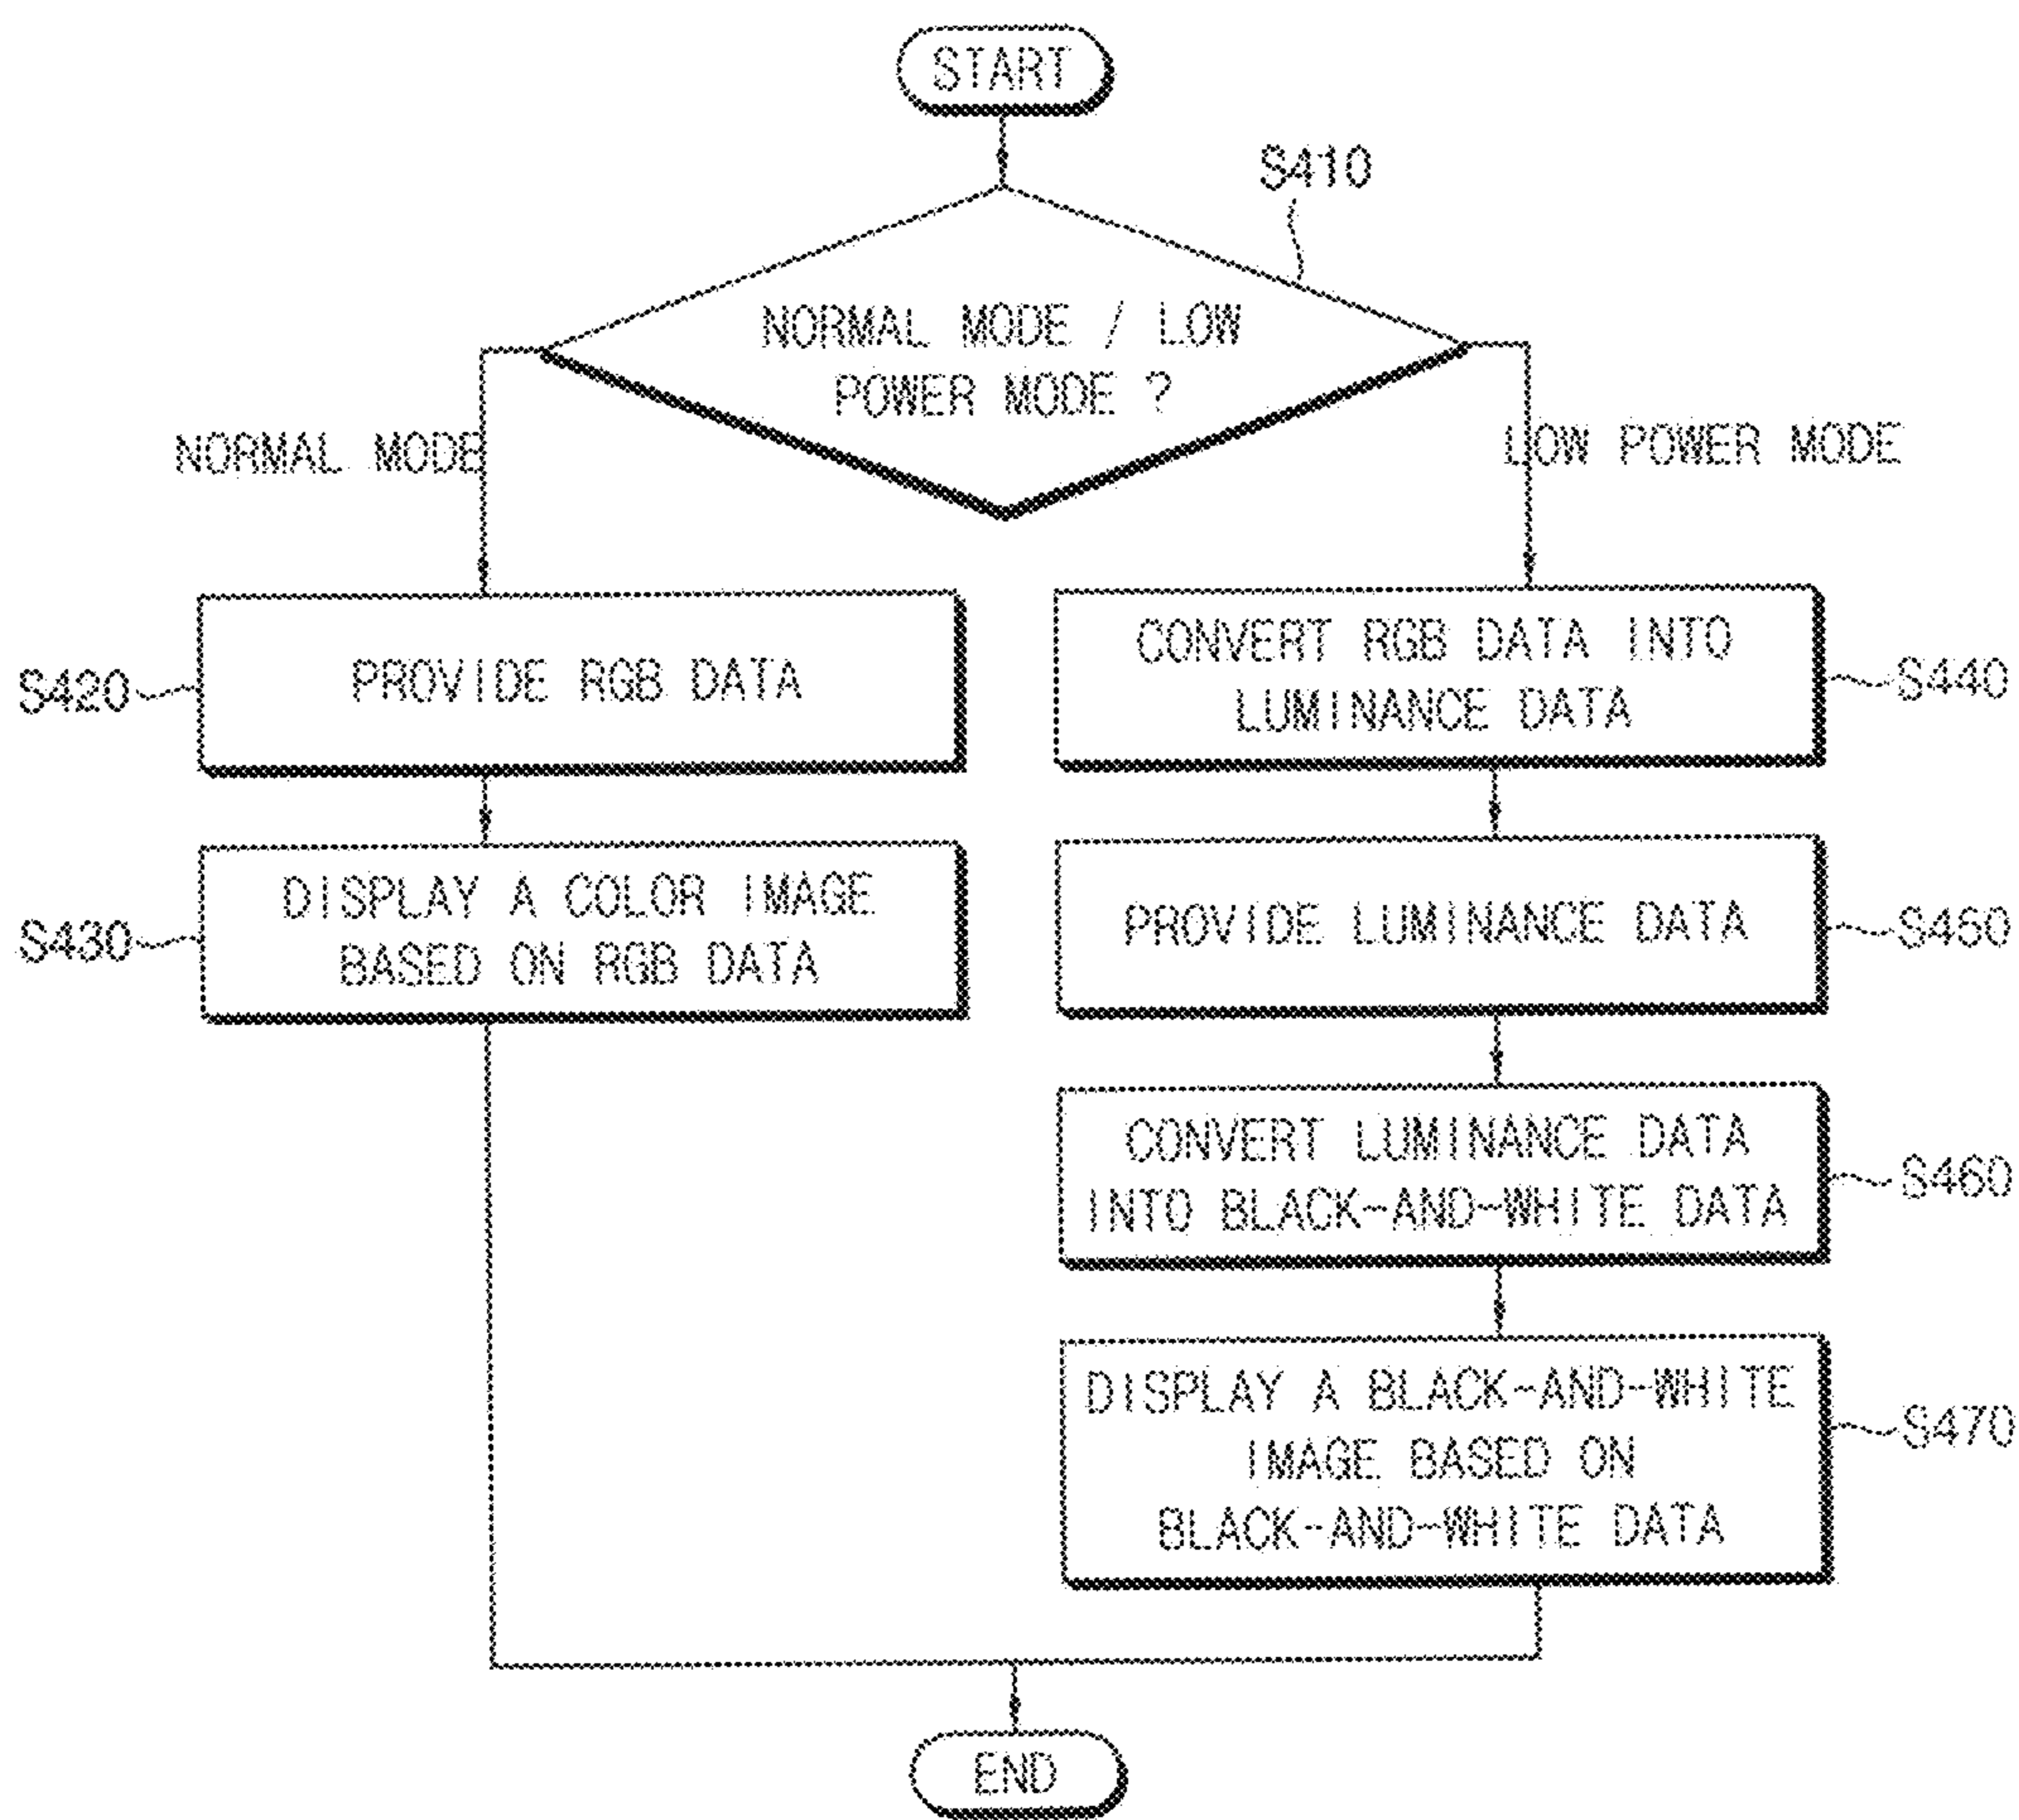 START
S410
NORMAL MODE / LOW
POWER MODE ?
NORMAL MODE
LOW POWER MODE
S420
PROVIDE RGB DATA
S430
DISPLAY A COLOR IMAGE
BASED ON RGB DATA
CONVERT RGB DATA INTO
LUMINANCE DATA
S440
PROVIDE LUMINANCE DATA
S450
CONVERT LUMINANCE DATA
INTO BLACK-AND-WHITE DATA
S460
DISPLAY A BLACK-AND-WHITE
IMAGE BASED ON
BLACK-AND-WHITE DATA
S470
END